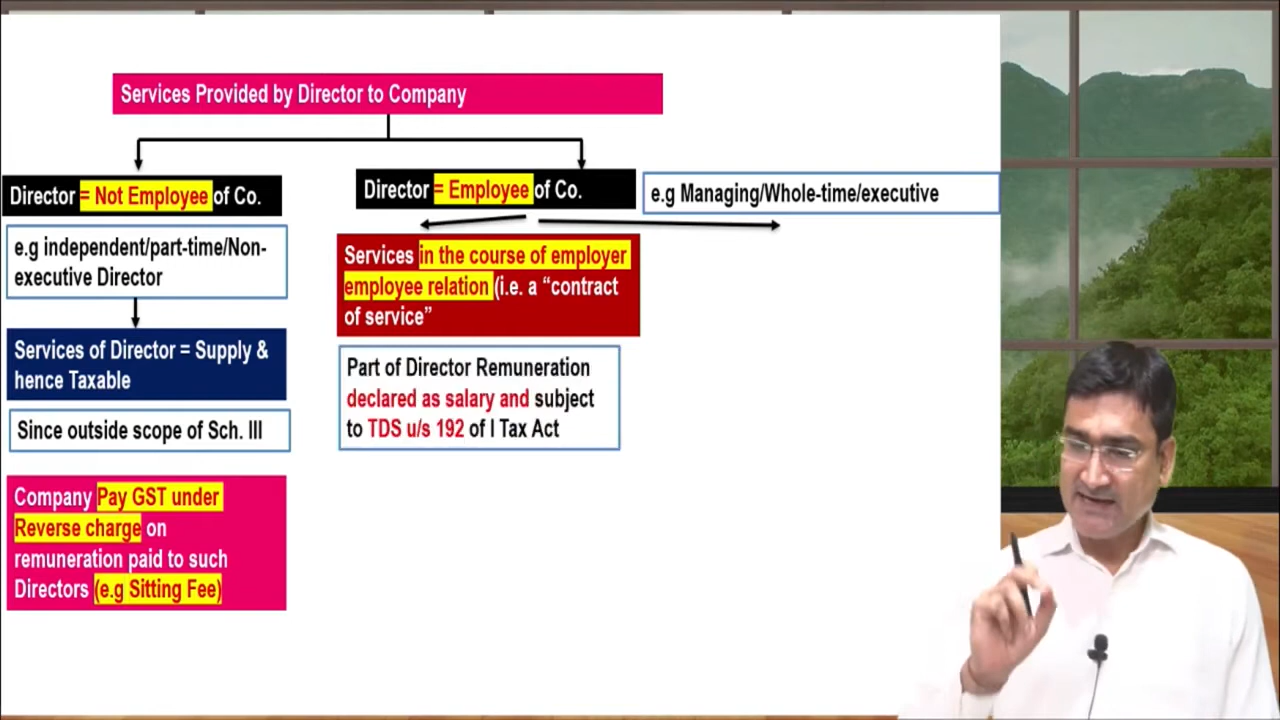 Services Provided by Director to Company
Director = Not Employee of Co.
e.g independent/part-time/Non-
executive Director
Services of Director = Supply &
hence Taxable
Since outside scope of Sch. III
Company Pay GST under
Reverse charge on
remuneration paid to such
Directors (e.g Sitting Fee)
Director = Employee of Co.
e.g Managing/Whole-time/executive
Services in the course of employer
employee relation (i.e. a “contract
of service”
Part of Director Remuneration
declared as salary and subject
to TDS u/s 192 of I Tax Act